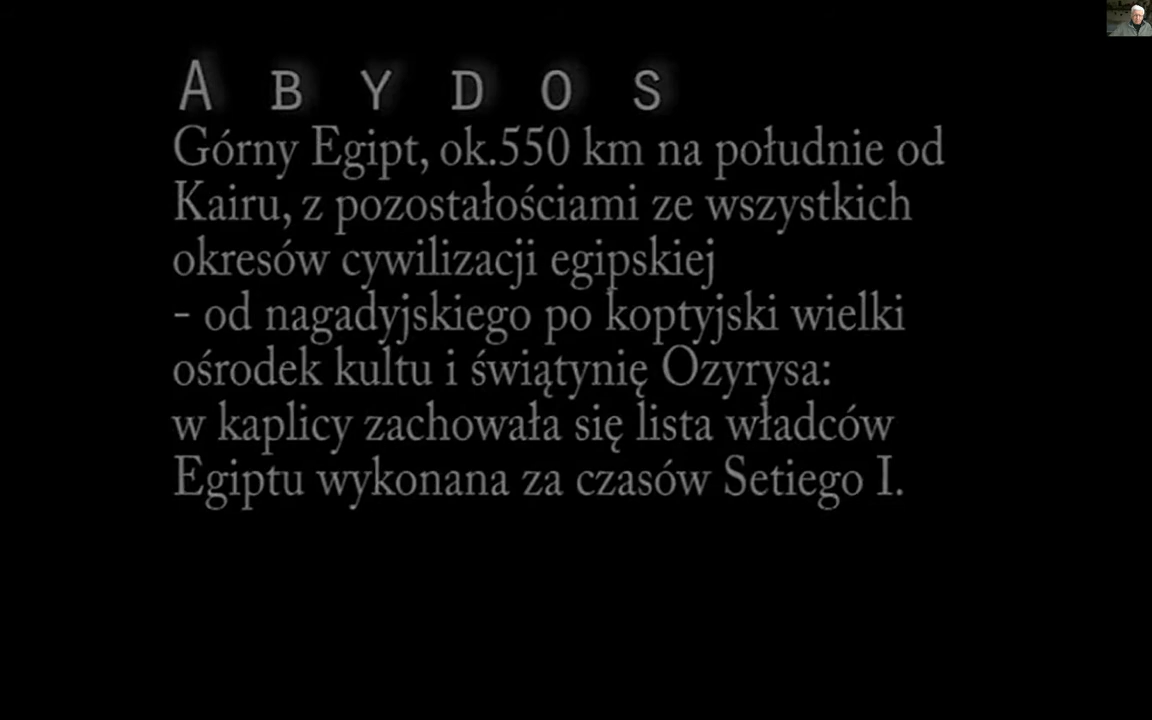 Abydos
Górny Egipt, ok.550 km na południe od
Kairu, z pozostałościami ze wszystkich
okresów cywilizacji egipskiej
- od nagadyjskiego po koptyjski wielki
ośrodek kultu i świątynię Ozyrysa:
w kaplicy zachowała się lista władców
Egiptu wykonana za czasów Setiego I.